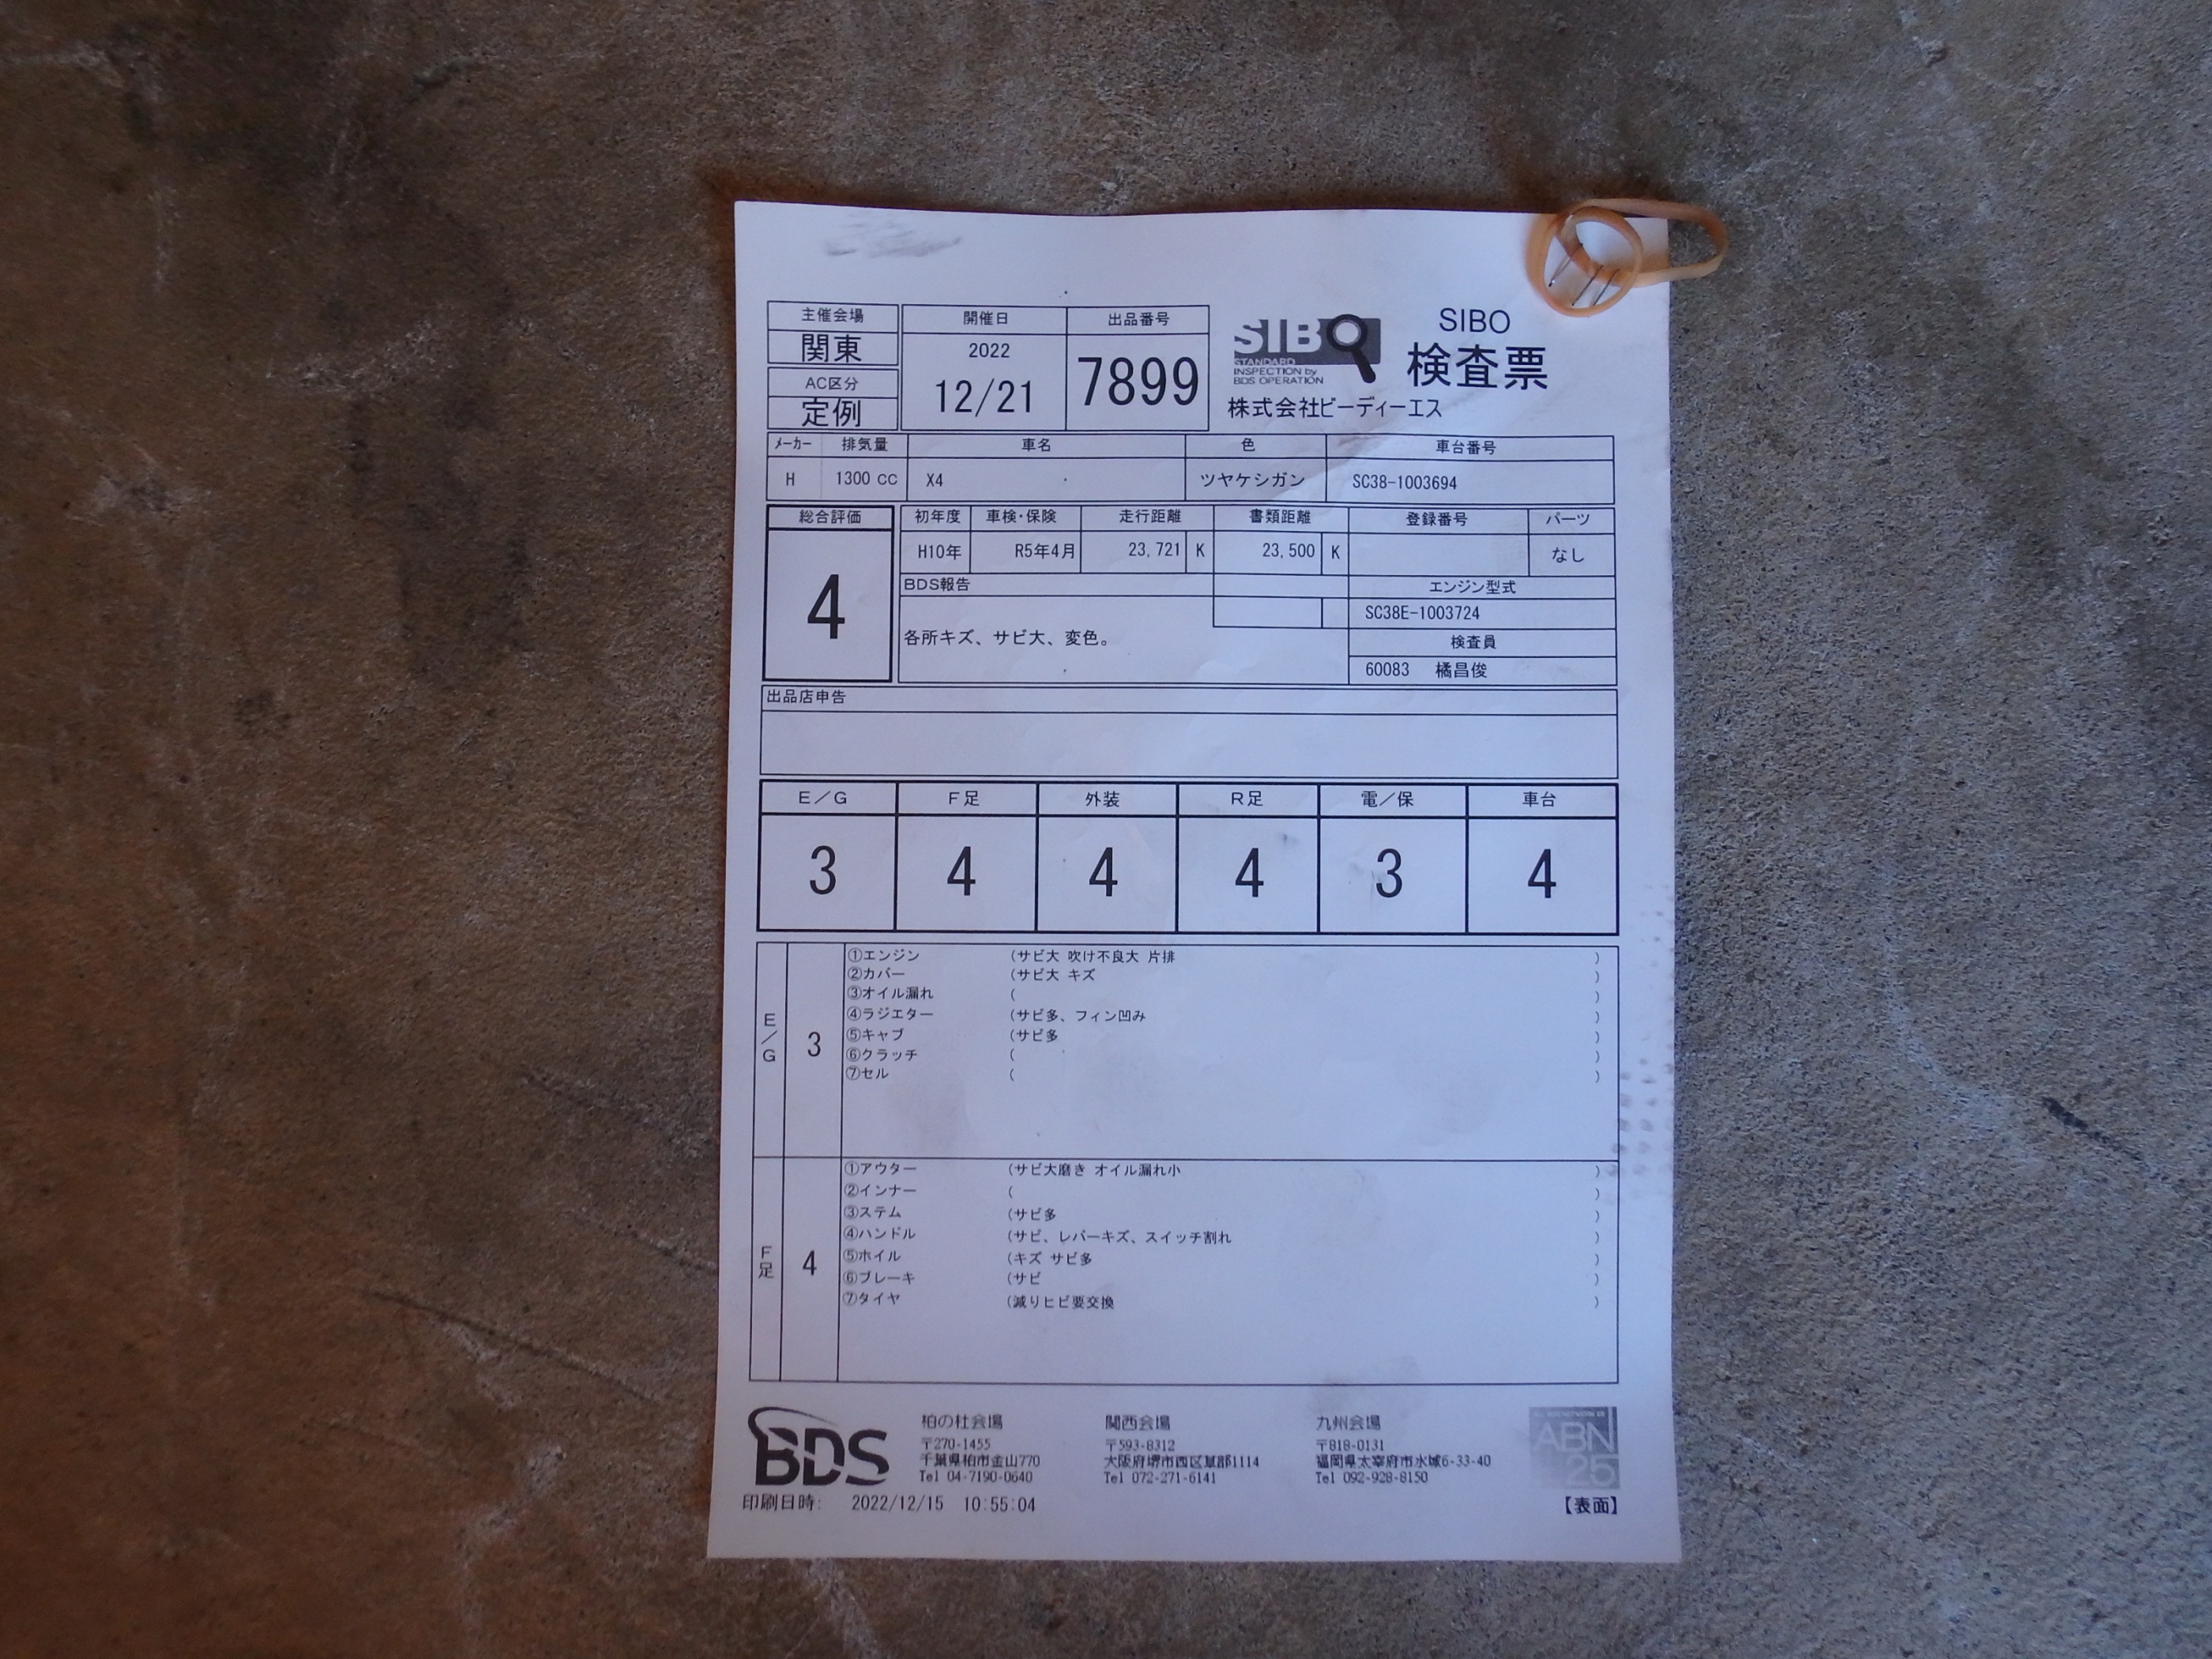 主催会場 開催日 出品番号
関東 2022 12/21 7899
AC区分
定例
SIBO
STANDARD
INSPECTION by
BDS OPERATION
SIBO
検査票
株式会社ビーディーエス
メーカー 排気量 車名 色 車台番号
H 1300 CC X4 ツヤケシガン SC38-1003694
総合評価 初年度 車検・保険 走行距離 書類距離 登録番号 パーツ
4 H10年 R5年4月 23,721 K 23,500 K なし
BDS報告 エンジン型式
SC38E-1003724
各所キズ、サビ大、変色。 検査員
60083 橘昌俊
出品店申告
E／G F足 外装 R足 電／保 車台
3 4 4 4 3 4
E／G 3
①エンジン (サビ大 吹け不良大 片排 )
②カバー (サビ大 キズ )
③オイル漏れ ( )
④ラジエター (サビ多、フィン凹み )
⑤キャブ (サビ多 )
⑥クラッチ ( )
⑦セル ( )
F足 4
①アウター (サビ大磨き オイル漏れ小 )
②インナー ( )
③ステム (サビ多 )
④ハンドル (サビ、レバーキズ、スイッチ割れ )
⑤ホイル (キズ サビ多 )
⑥ブレーキ (サビ )
⑦タイヤ (減りヒビ要交換 )
BDS
柏の杜会場
〒270-1455
千葉県柏市金山770
Tel 04-7190-0640
関西会場
〒593-8312
大阪府堺市西区草部1114
Tel 072-271-6141
九州会場
〒818-0131
福岡県太宰府市水城6-33-40
Tel 092-928-8150
ABN
25
印刷日時: 2022/12/15 10:55:04 【表面】